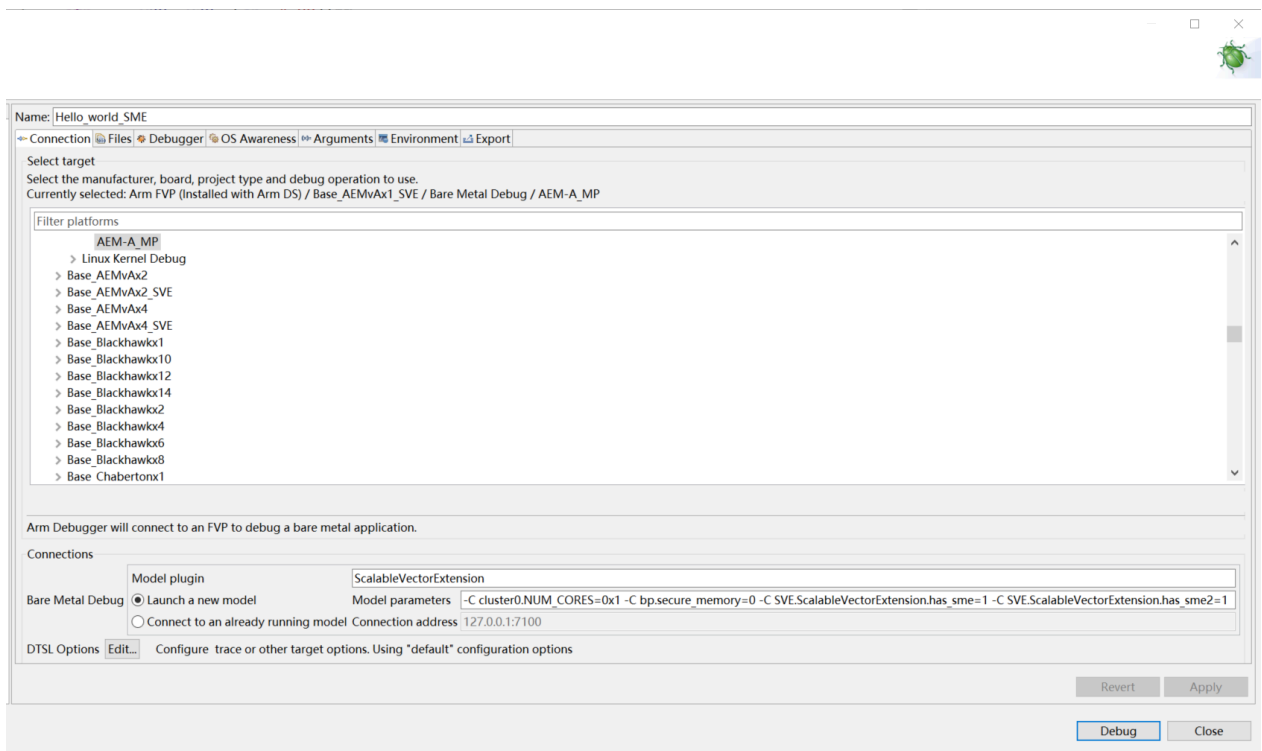 Name: Hello_world_SME
Connection Files Debugger OS Awareness Arguments Environment Export
Select target
Select the manufacturer, board, project type and debug operation to use.
Currently selected: Arm FVP (Installed with Arm DS) / Base_AEMvAx1_SVE / Bare Metal Debug / AEM-A_MP
Filter platforms
AEM-A_MP
Linux Kernel Debug
Base_AEMvAx2
Base_AEMvAx2_SVE
Base_AEMvAx4
Base_AEMvAx4_SVE
Base_Blackhawkx1
Base_Blackhawkx10
Base_Blackhawkx12
Base_Blackhawkx14
Base_Blackhawkx2
Base_Blackhawkx4
Base_Blackhawkx6
Base_Blackhawkx8
Base_Chabertonx1
Arm Debugger will connect to an FVP to debug a bare metal application.
Connections
Model plugin ScalableVectorExtension
Bare Metal Debug Launch a new model Model parameters -C cluster0.NUM_CORES=0x1 -C bp.secure_memory=0 -C SVE.ScalableVectorExtension.has_sme=1 -C SVE.ScalableVectorExtension.has_sme2=1
Connect to an already running model Connection address 127.0.0.1:7100
DTSL Options Edit... Configure trace or other target options. Using "default" configuration options
Revert Apply
Debug Close